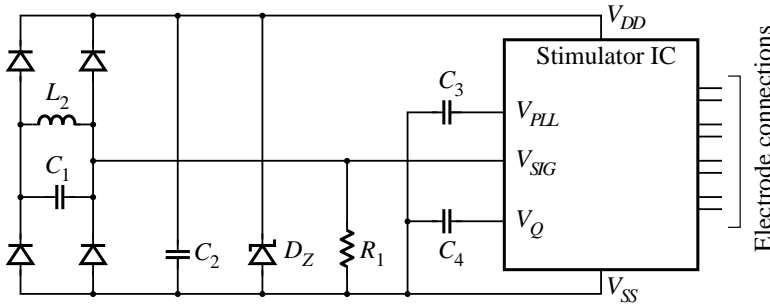 V_DD
Stimulator IC
Electrode connections
L_2
C_3
V_PLL
C_1
V_SIG
V_Q
C_2
D_Z
R_1
C_4
V_SS